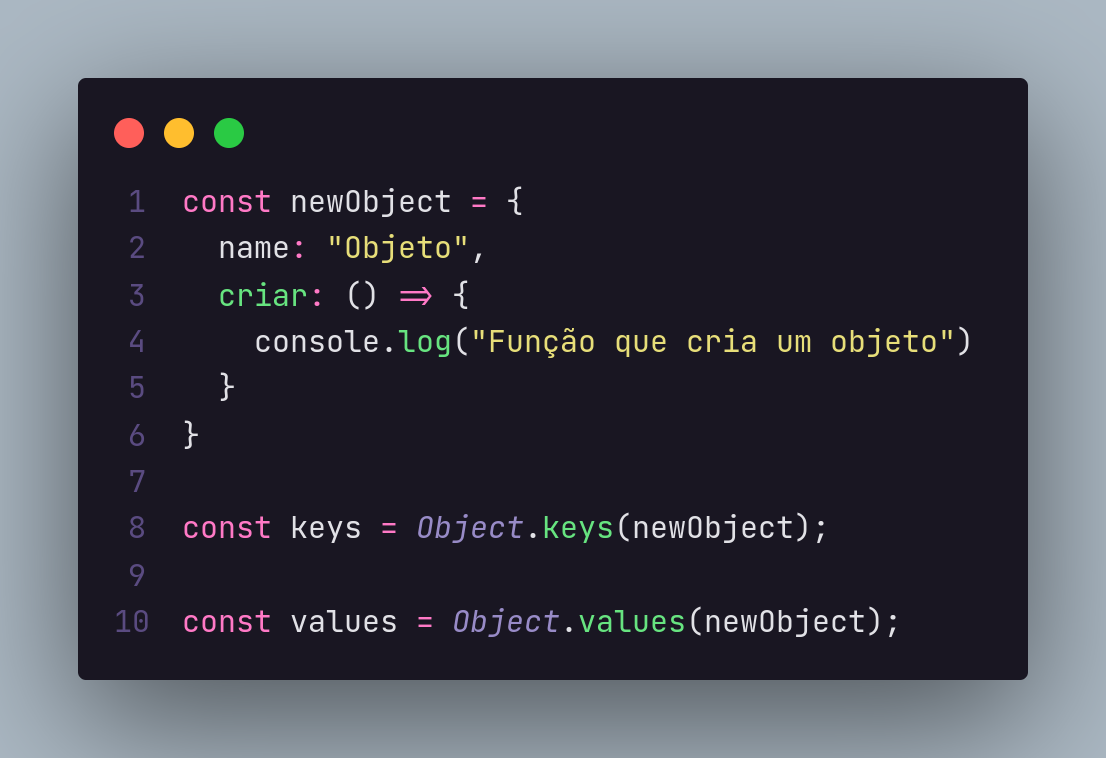 1 const newObject = {
2   name: "Objeto",
3   criar: () => {
4     console.log("Função que cria um objeto")
5   }
6 }
7
8 const keys = Object.keys(newObject);
9
10 const values = Object.values(newObject);